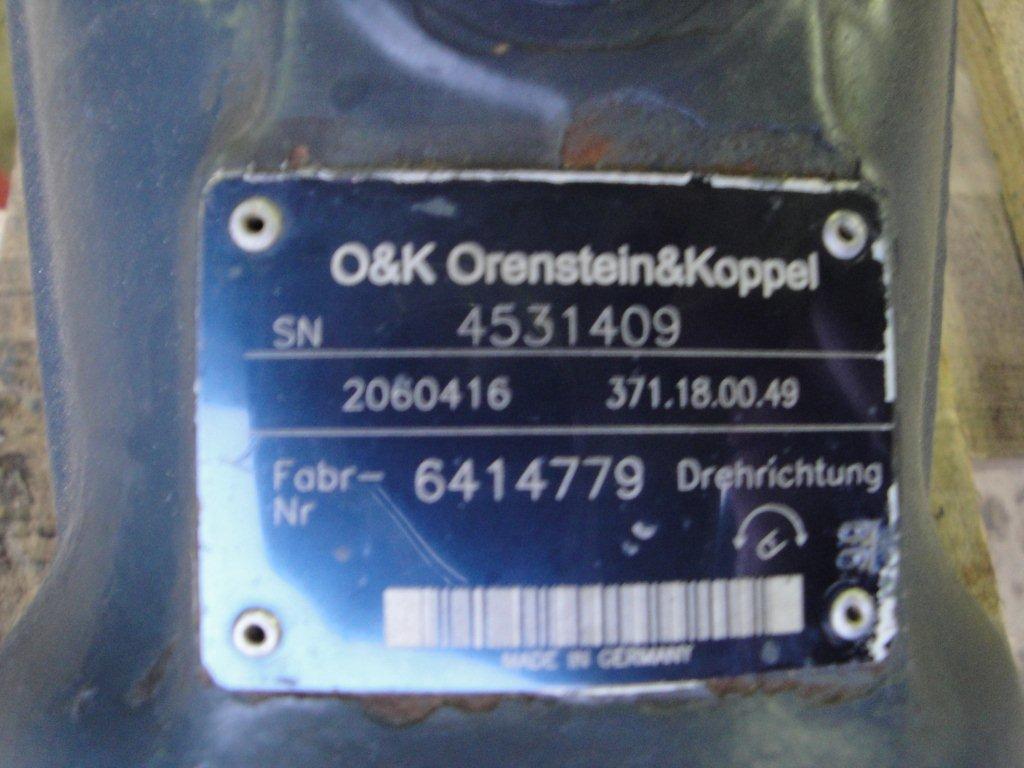 O&K Orenstein&Koppel
SN 4531409
2060416 371.18.00.49
Fabr- 6414779 Drehrichtung
Nr
MADE IN GERMANY